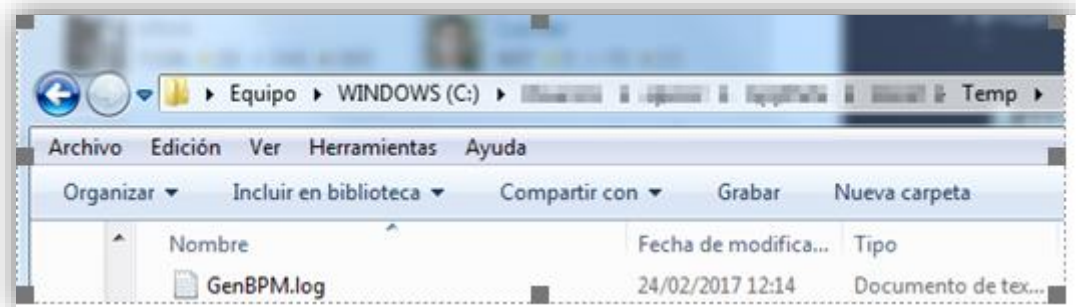 Equipo WINDOWS (C:) Temp
Archivo Edición Ver Herramientas Ayuda
Organizar Incluir en biblioteca Compartir con Grabar Nueva carpeta
Nombre Fecha de modifica... Tipo
GenBPM.log 24/02/2017 12:14 Documento de tex...